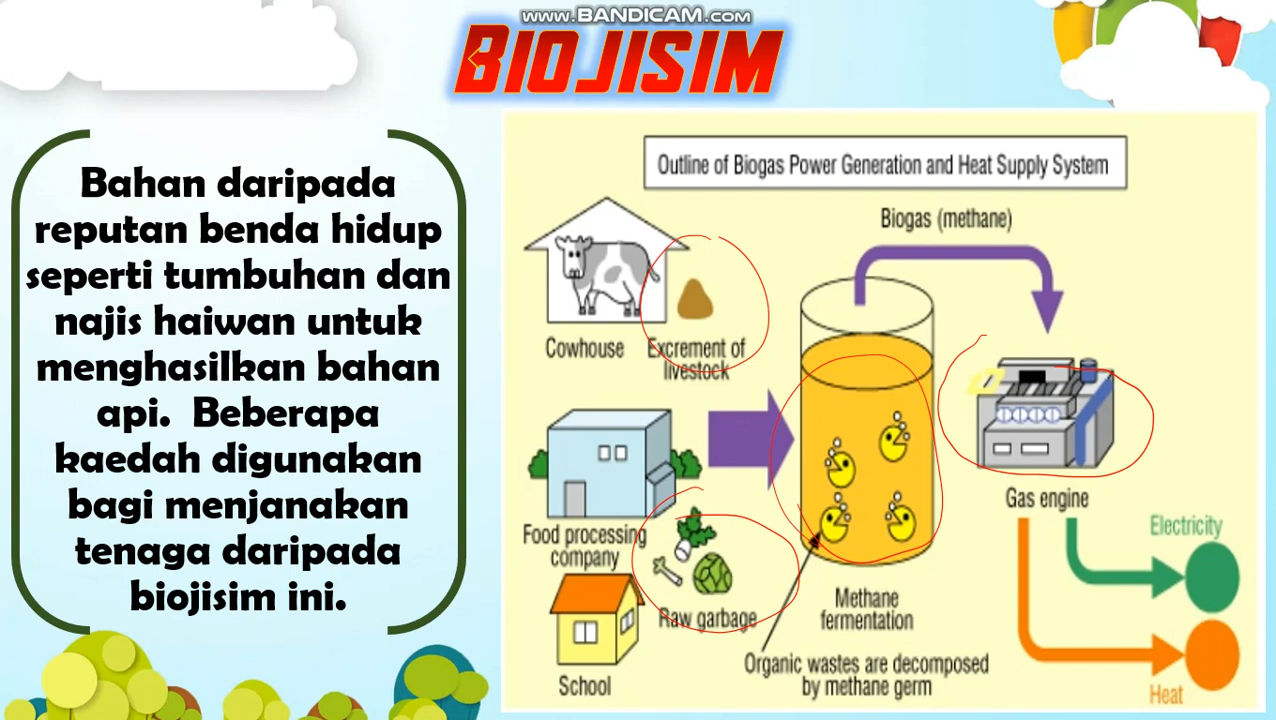 www.BANDICAM.com
BIOJISIM
Bahan daripada
reputan benda hidup
seperti tumbuhan dan
najis haiwan untuk
menghasilkan bahan
api. Beberapa
kaedah digunakan
bagi menjanakan
tenaga daripada
biojisim ini.
Outline of Biogas Power Generation and Heat Supply System
Biogas (methane)
Cowhouse
Excrement of
livestock
Food processing
company
Raw garbage
School
Methane
fermentation
Organic wastes are decomposed
by methane germ
Gas engine
Electricity
Heat